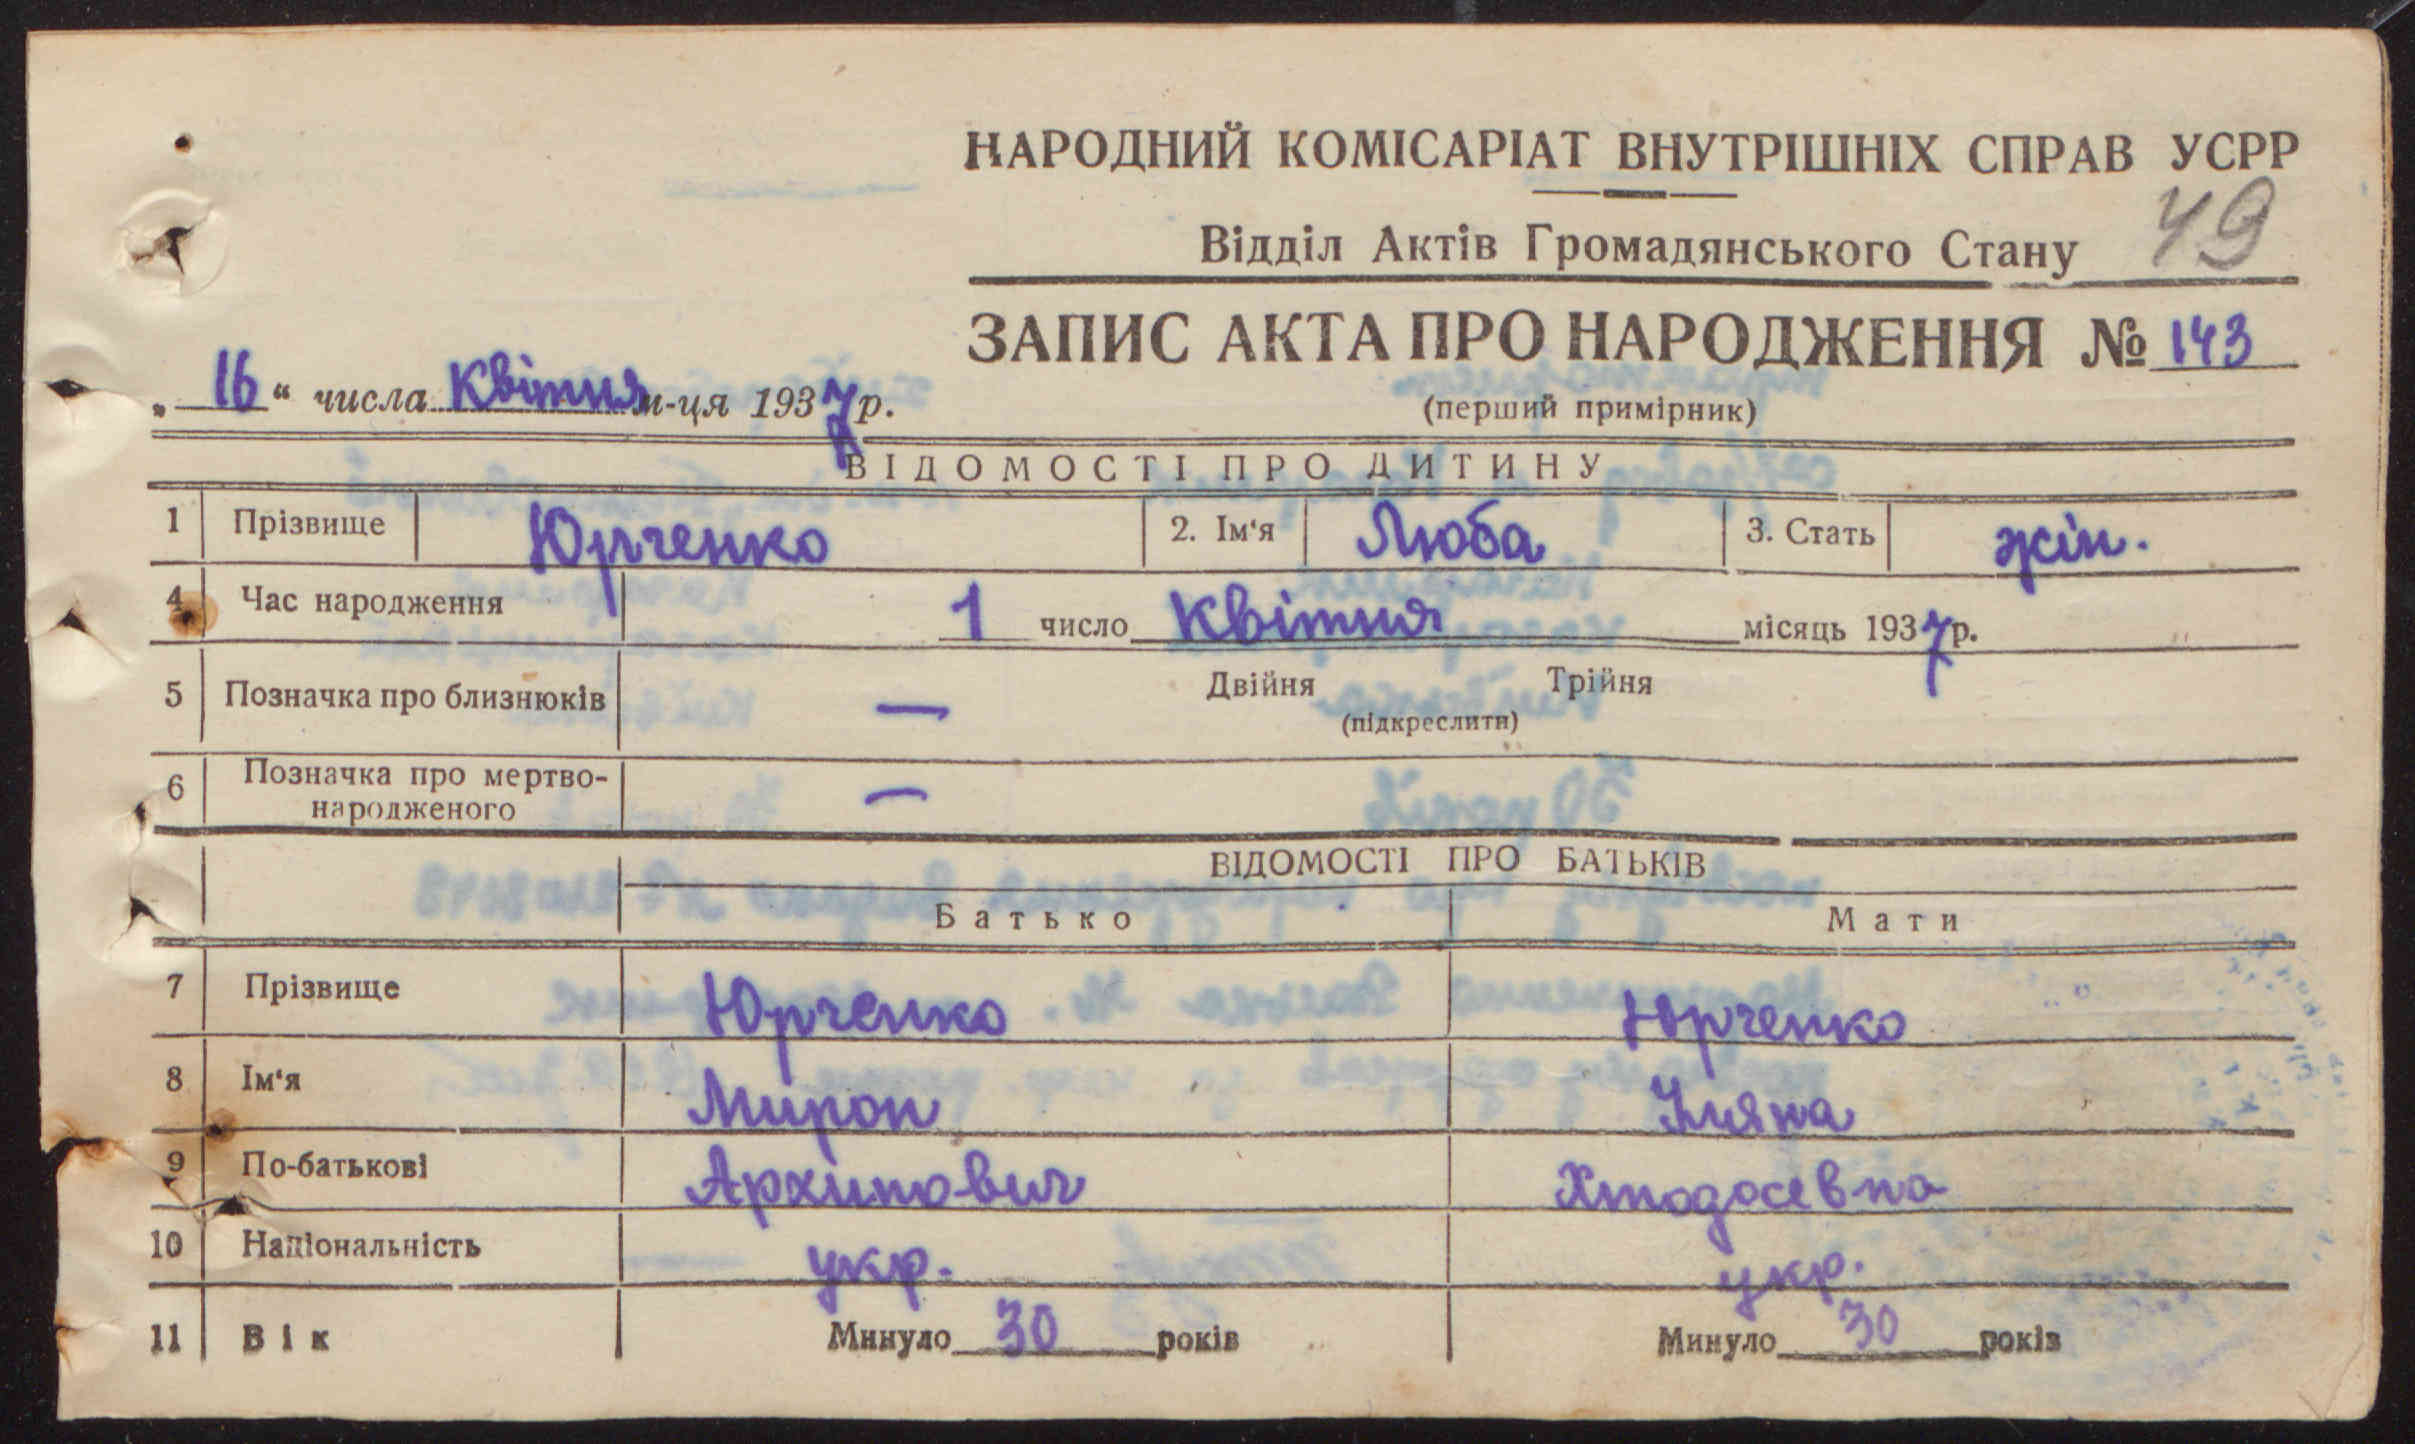 НАРОДНИЙ КОМІСАРІАТ ВНУТРІШНІХ СПРАВ УСРР
Відділ Актів Громадянського Стану 49
ЗАПИС АКТА ПРО НАРОДЖЕННЯ № 143
„ 16 “ числа Квітня м-ця 1937 р.
(перший примірник)
ВІДОМОСТІ ПРО ДИТИНУ
1 Прізвище Юрченко 2. Ім‘я Люба 3. Стать жін.
4 Час народження 1 число Квітня місяць 1937 р.
5 Позначка про близнюків — Двійня Трійня
(підкреслити)
6 Позначка про мертво-
народженого —
ВІДОМОСТІ ПРО БАТЬКІВ
Батько Мати
7 Прізвище Юрченко Юрченко
8 Ім‘я Мирон Уляна
9 По-батькові Архипович Хтодосевна
10 Національність укр. укр.
11 Вік Минуло 30 років Минуло 30 років